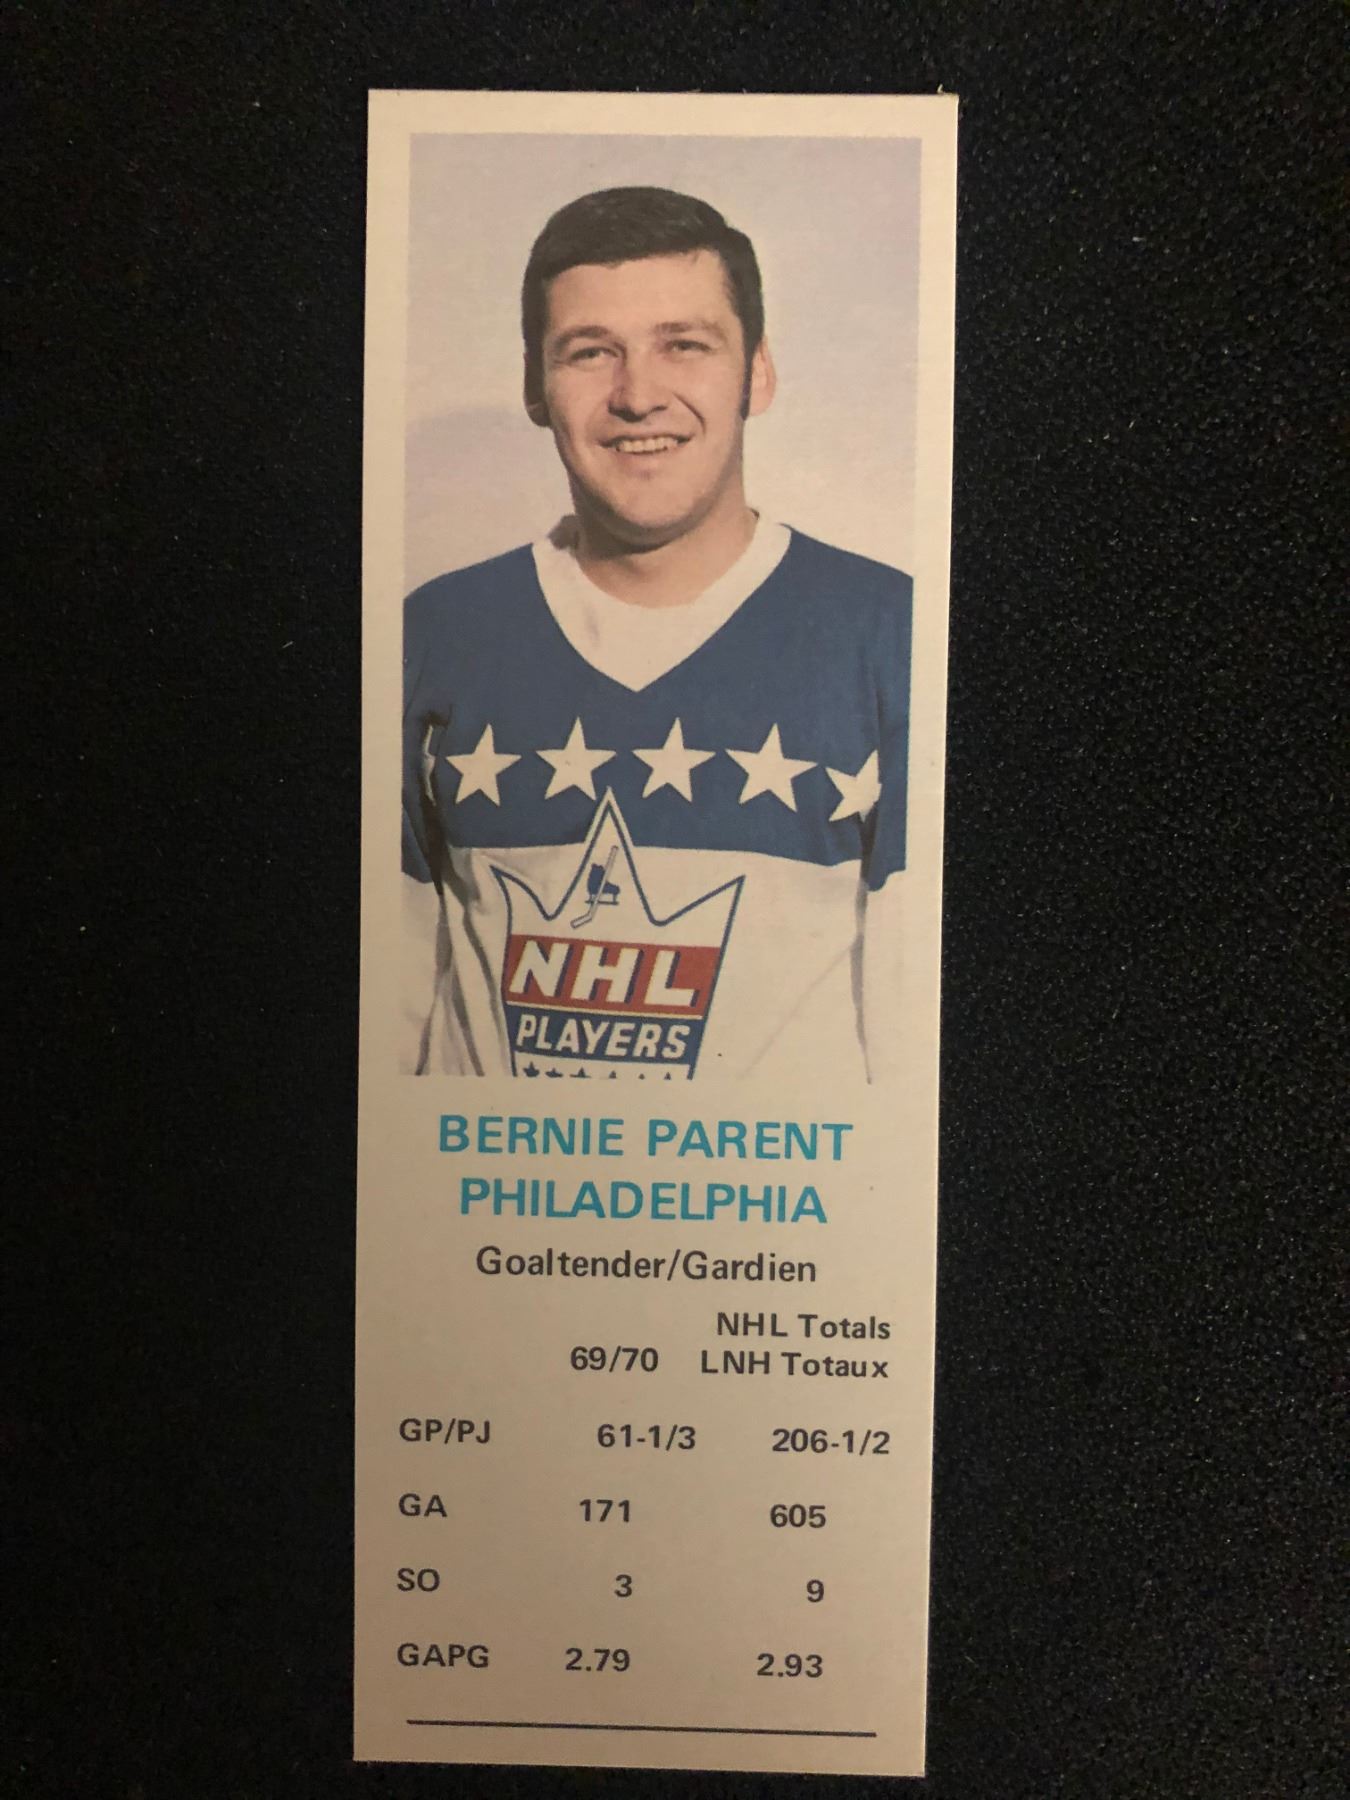 NHL
PLAYERS
BERNIE PARENT
PHILADELPHIA
Goaltender/Gardien
NHL Totals
69/70 LNH Totaux
GP/PJ 61-1/3 206-1/2
GA 171 605
SO 3 9
GAPG 2.79 2.93